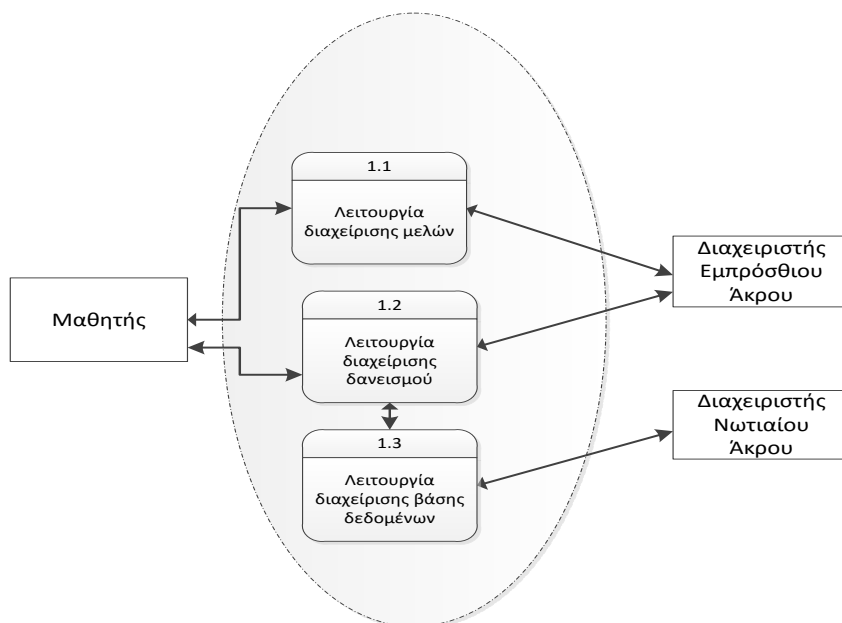 1.1
Λειτουργία
διαχείρισης μελών
Μαθητής
1.2
Λειτουργία
διαχείρισης
δανεισμού
1.3
Λειτουργία
διαχείρισης βάσης
δεδομένων
Διαχειριστής
Εμπρόσθιου
Άκρου
Διαχειριστής
Νωτιαίου
Άκρου